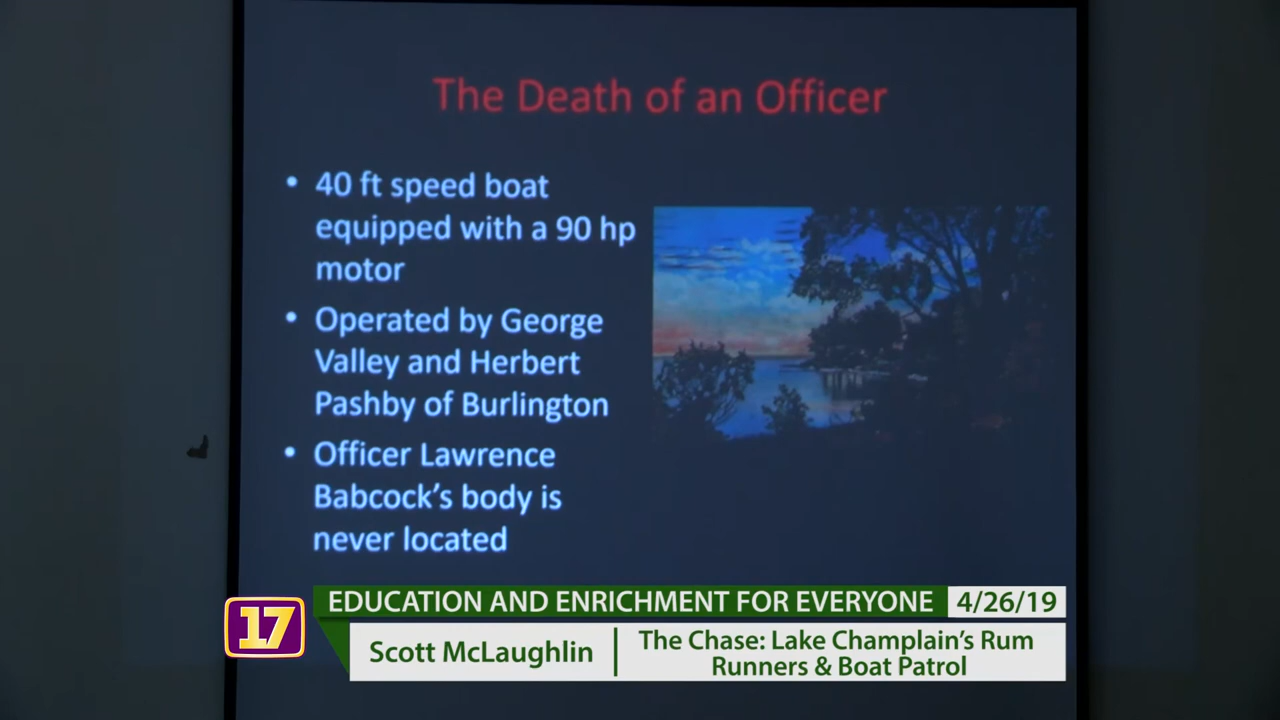 The Death of an Officer
• 40 ft speed boat
equipped with a 90 hp
motor
• Operated by George
Valley and Herbert
Pashby of Burlington
• Officer Lawrence
Babcock's body is
never located
17
EDUCATION AND ENRICHMENT FOR EVERYONE
4/26/19
Scott McLaughlin
The Chase: Lake Champlain's Rum
Runners & Boat Patrol